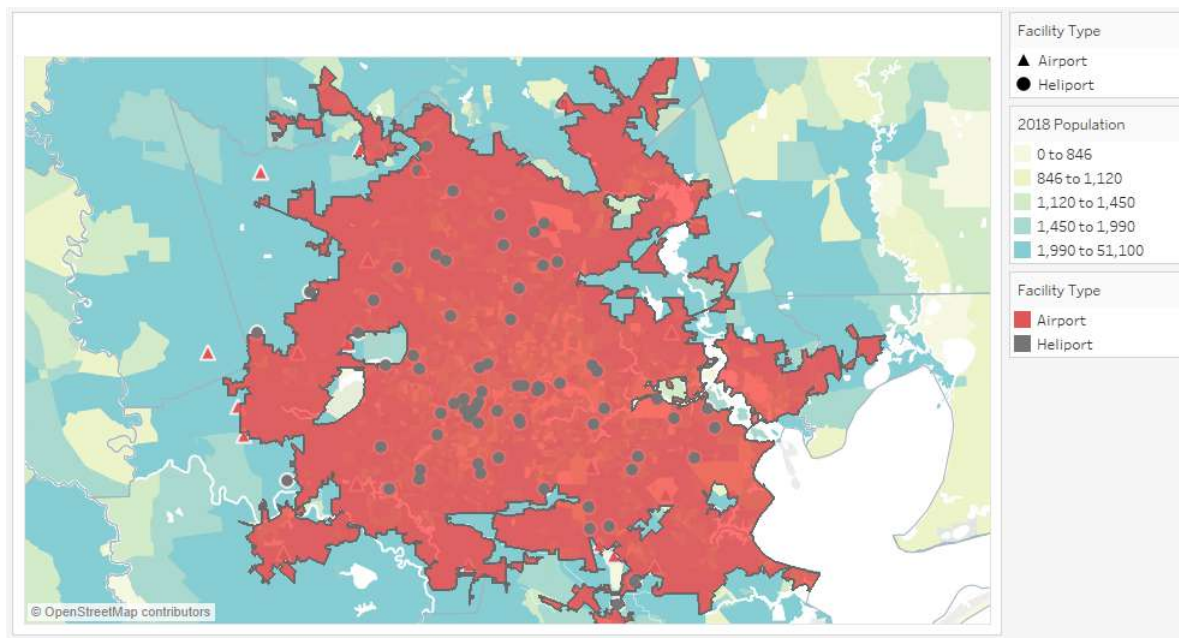 Facility Type
Airport
Heliport
2018 Population
0 to 846
846 to 1,120
1,120 to 1,450
1,450 to 1,990
1,990 to 51,100
Facility Type
Airport
Heliport
© OpenStreetMap contributors